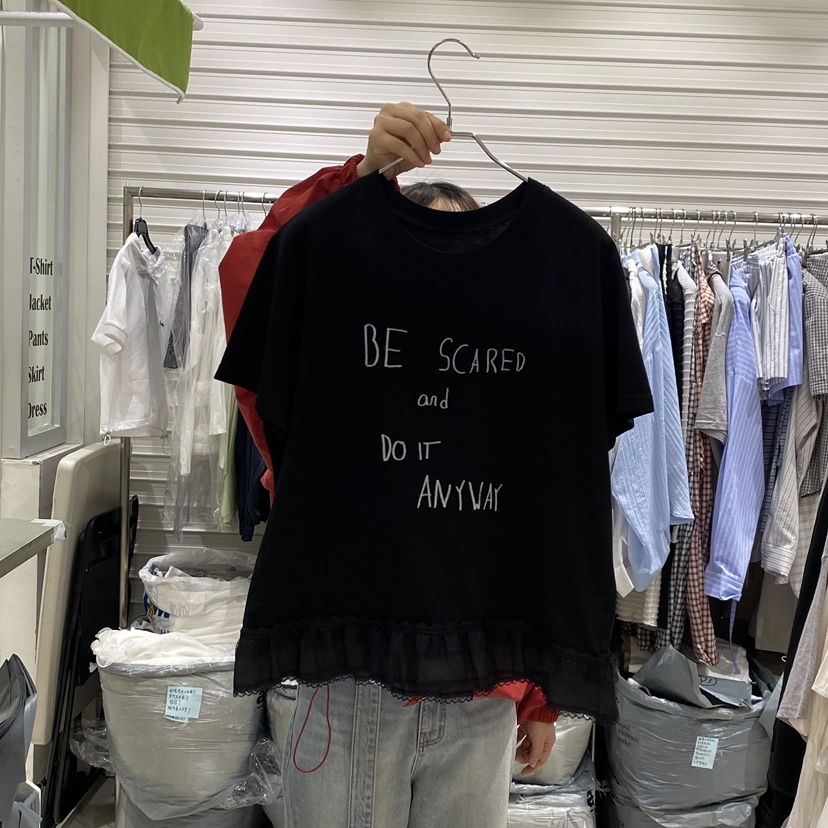 T-Shirt
Jacket
Pants
Skirt
Dress
BE SCARED
and
DO IT
ANYWAY